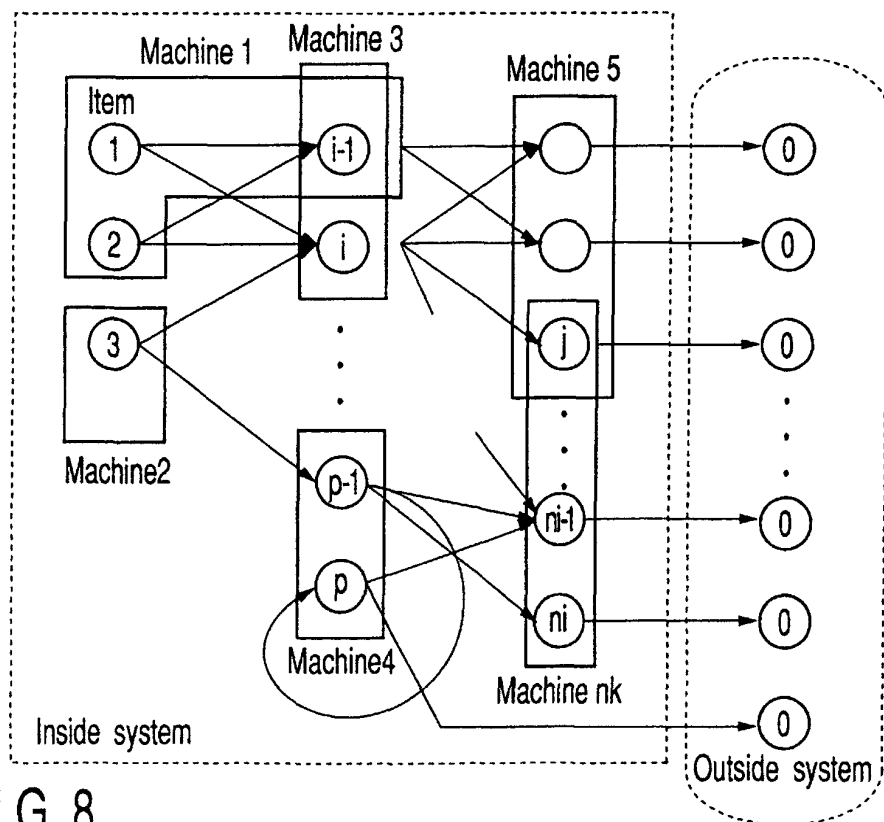 Machine 1
Machine 3
Machine 5
Item
1
i-1
0
2
i
0
3
j
0
Machine2
p-1
ni-1
0
p
ni
0
Machine4
Machine nk
0
Inside system
Outside system
G. 8